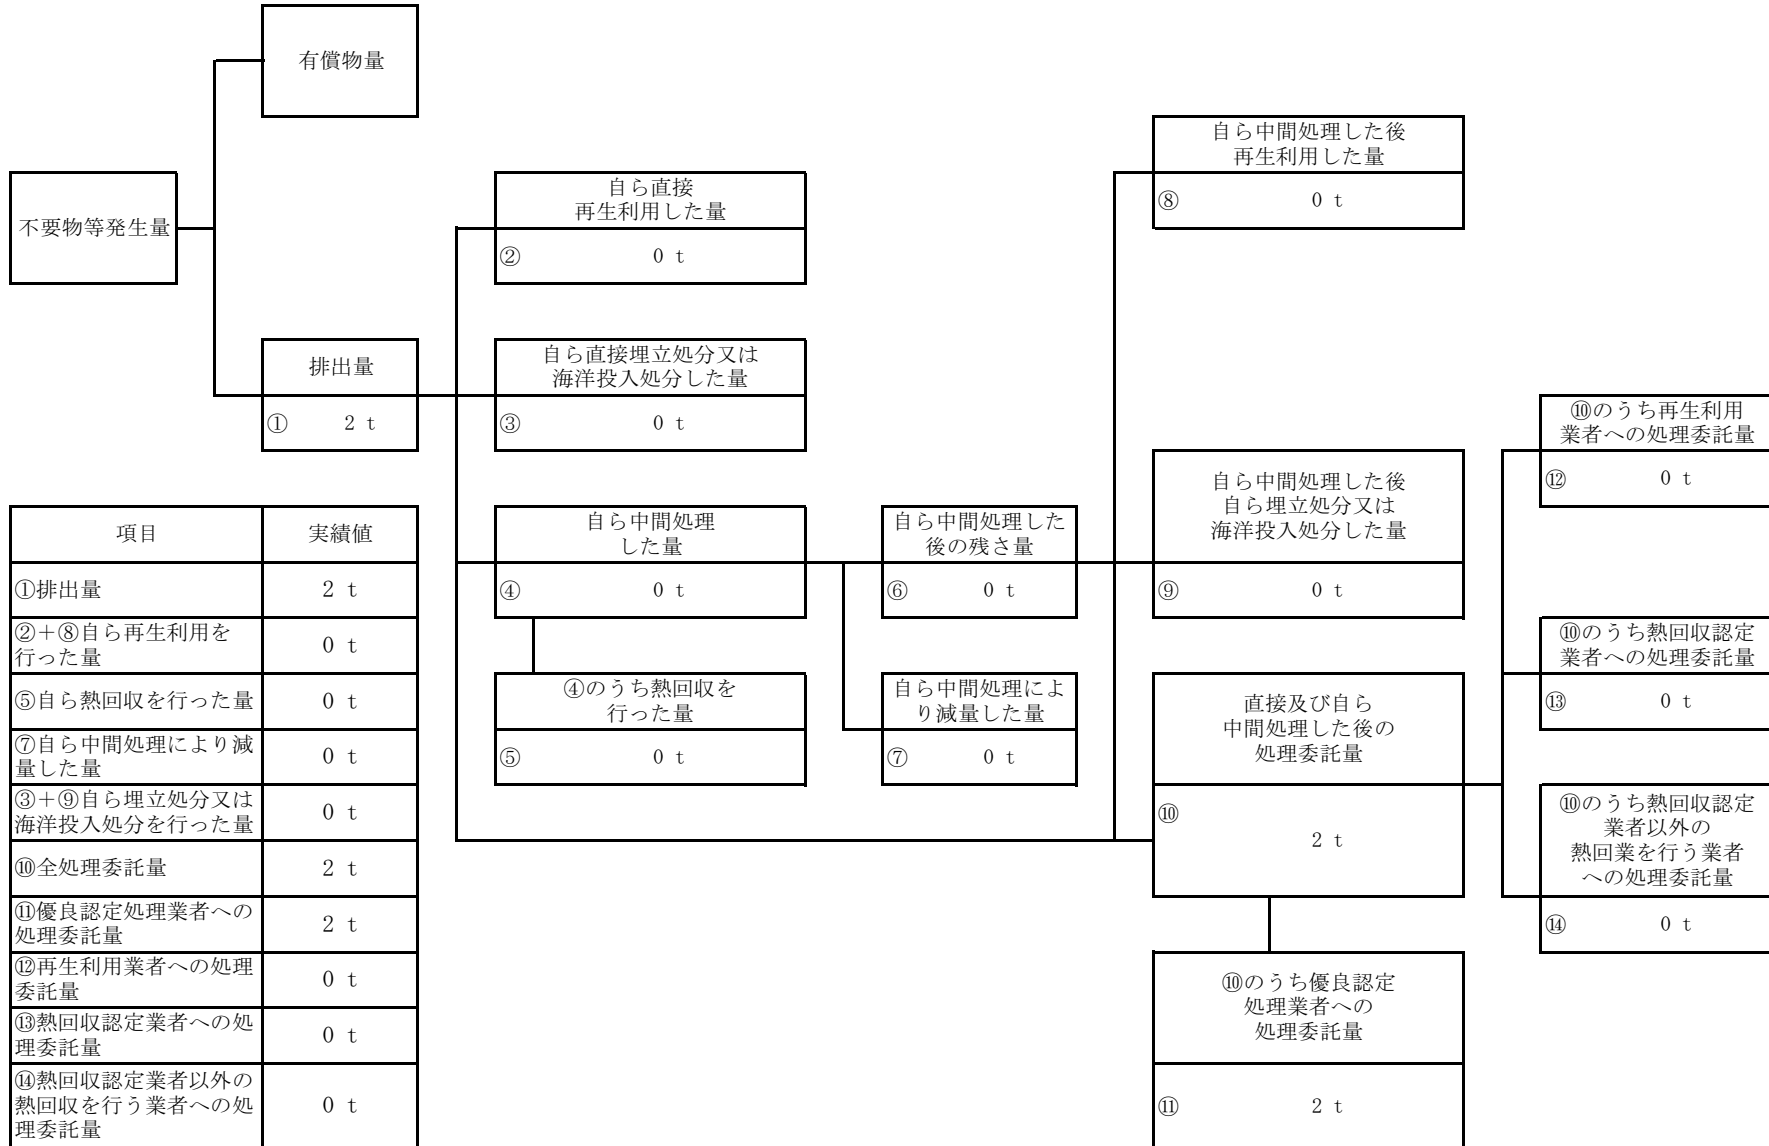 有償物量
不要物等発生量
排出量
① 2 t
自ら直接
再生利用した量
② 0 t
自ら直接埋立処分又は
海洋投入処分した量
③ 0 t
自ら中間処理
した量
④ 0 t
④のうち熱回収を
行った量
⑤ 0 t
自ら中間処理した
後の残さ量
⑥ 0 t
自ら中間処理によ
り減量した量
⑦ 0 t
自ら中間処理した後
再生利用した量
⑧ 0 t
自ら中間処理した後
自ら埋立処分又は
海洋投入処分した量
⑨ 0 t
直接及び自ら
中間処理した後の
処理委託量
⑩
2 t
⑩のうち優良認定
処理業者への
処理委託量
⑪ 2 t
⑩のうち再生利用
業者への処理委託量
⑫ 0 t
⑩のうち熱回収認定
業者への処理委託量
⑬ 0 t
⑩のうち熱回収認定
業者以外の
熱回業を行う業者
への処理委託量
⑭ 0 t
項目 実績値
①排出量 2 t
②＋⑧自ら再生利用を
行った量 0 t
⑤自ら熱回収を行った量 0 t
⑦自ら中間処理により減
量した量 0 t
③＋⑨自ら埋立処分又は
海洋投入処分を行った量 0 t
⑩全処理委託量 2 t
⑪優良認定処理業者への
処理委託量 2 t
⑫再生利用業者への処理
委託量 0 t
⑬熱回収認定業者への処
理委託量 0 t
⑭熱回収認定業者以外の
熱回収を行う業者への処 0 t
理委託量